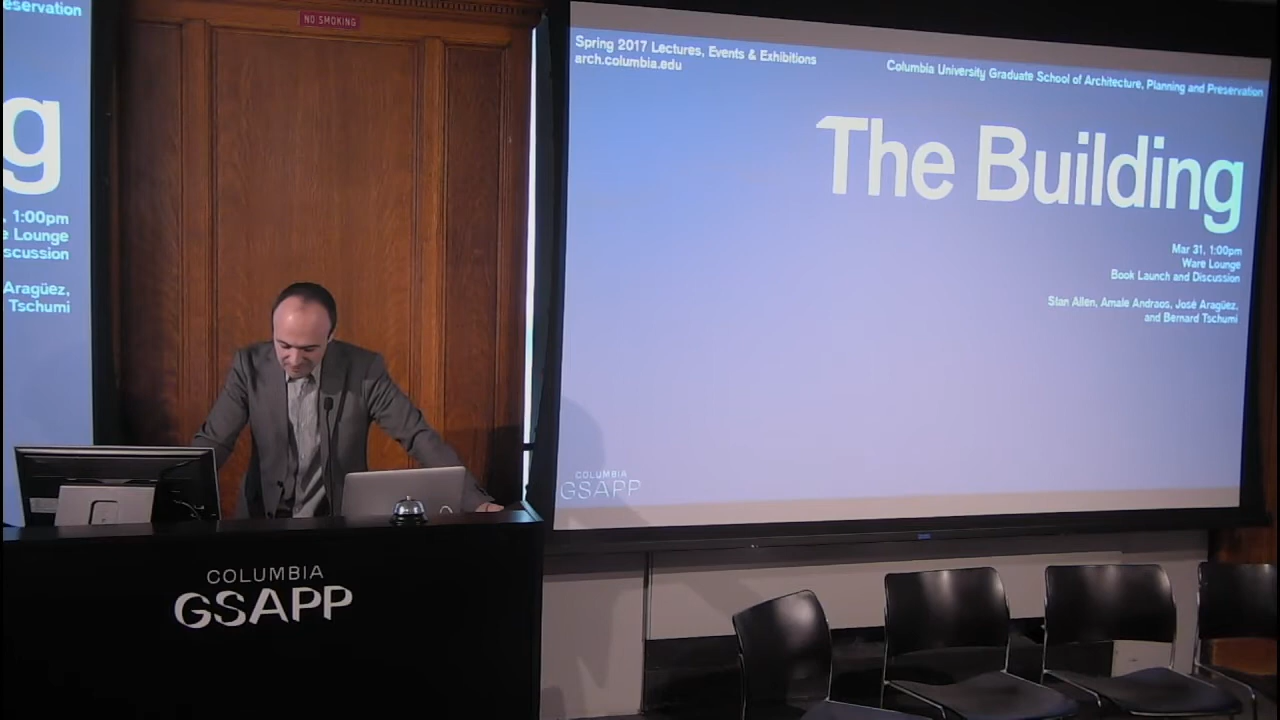 eservation
g
, 1:00pm
e Lounge
scussion
Aragüez,
Tschumi
NO SMOKING
Spring 2017 Lectures, Events & Exhibitions
arch.columbia.edu
Columbia University Graduate School of Architecture, Planning and Preservation
The Building
Mar 31, 1:00pm
Ware Lounge
Book Launch and Discussion
Stan Allen, Amale Andraos, José Aragüez,
and Bernard Tschumi
COLUMBIA
GSAPP
COLUMBIA
GSAPP